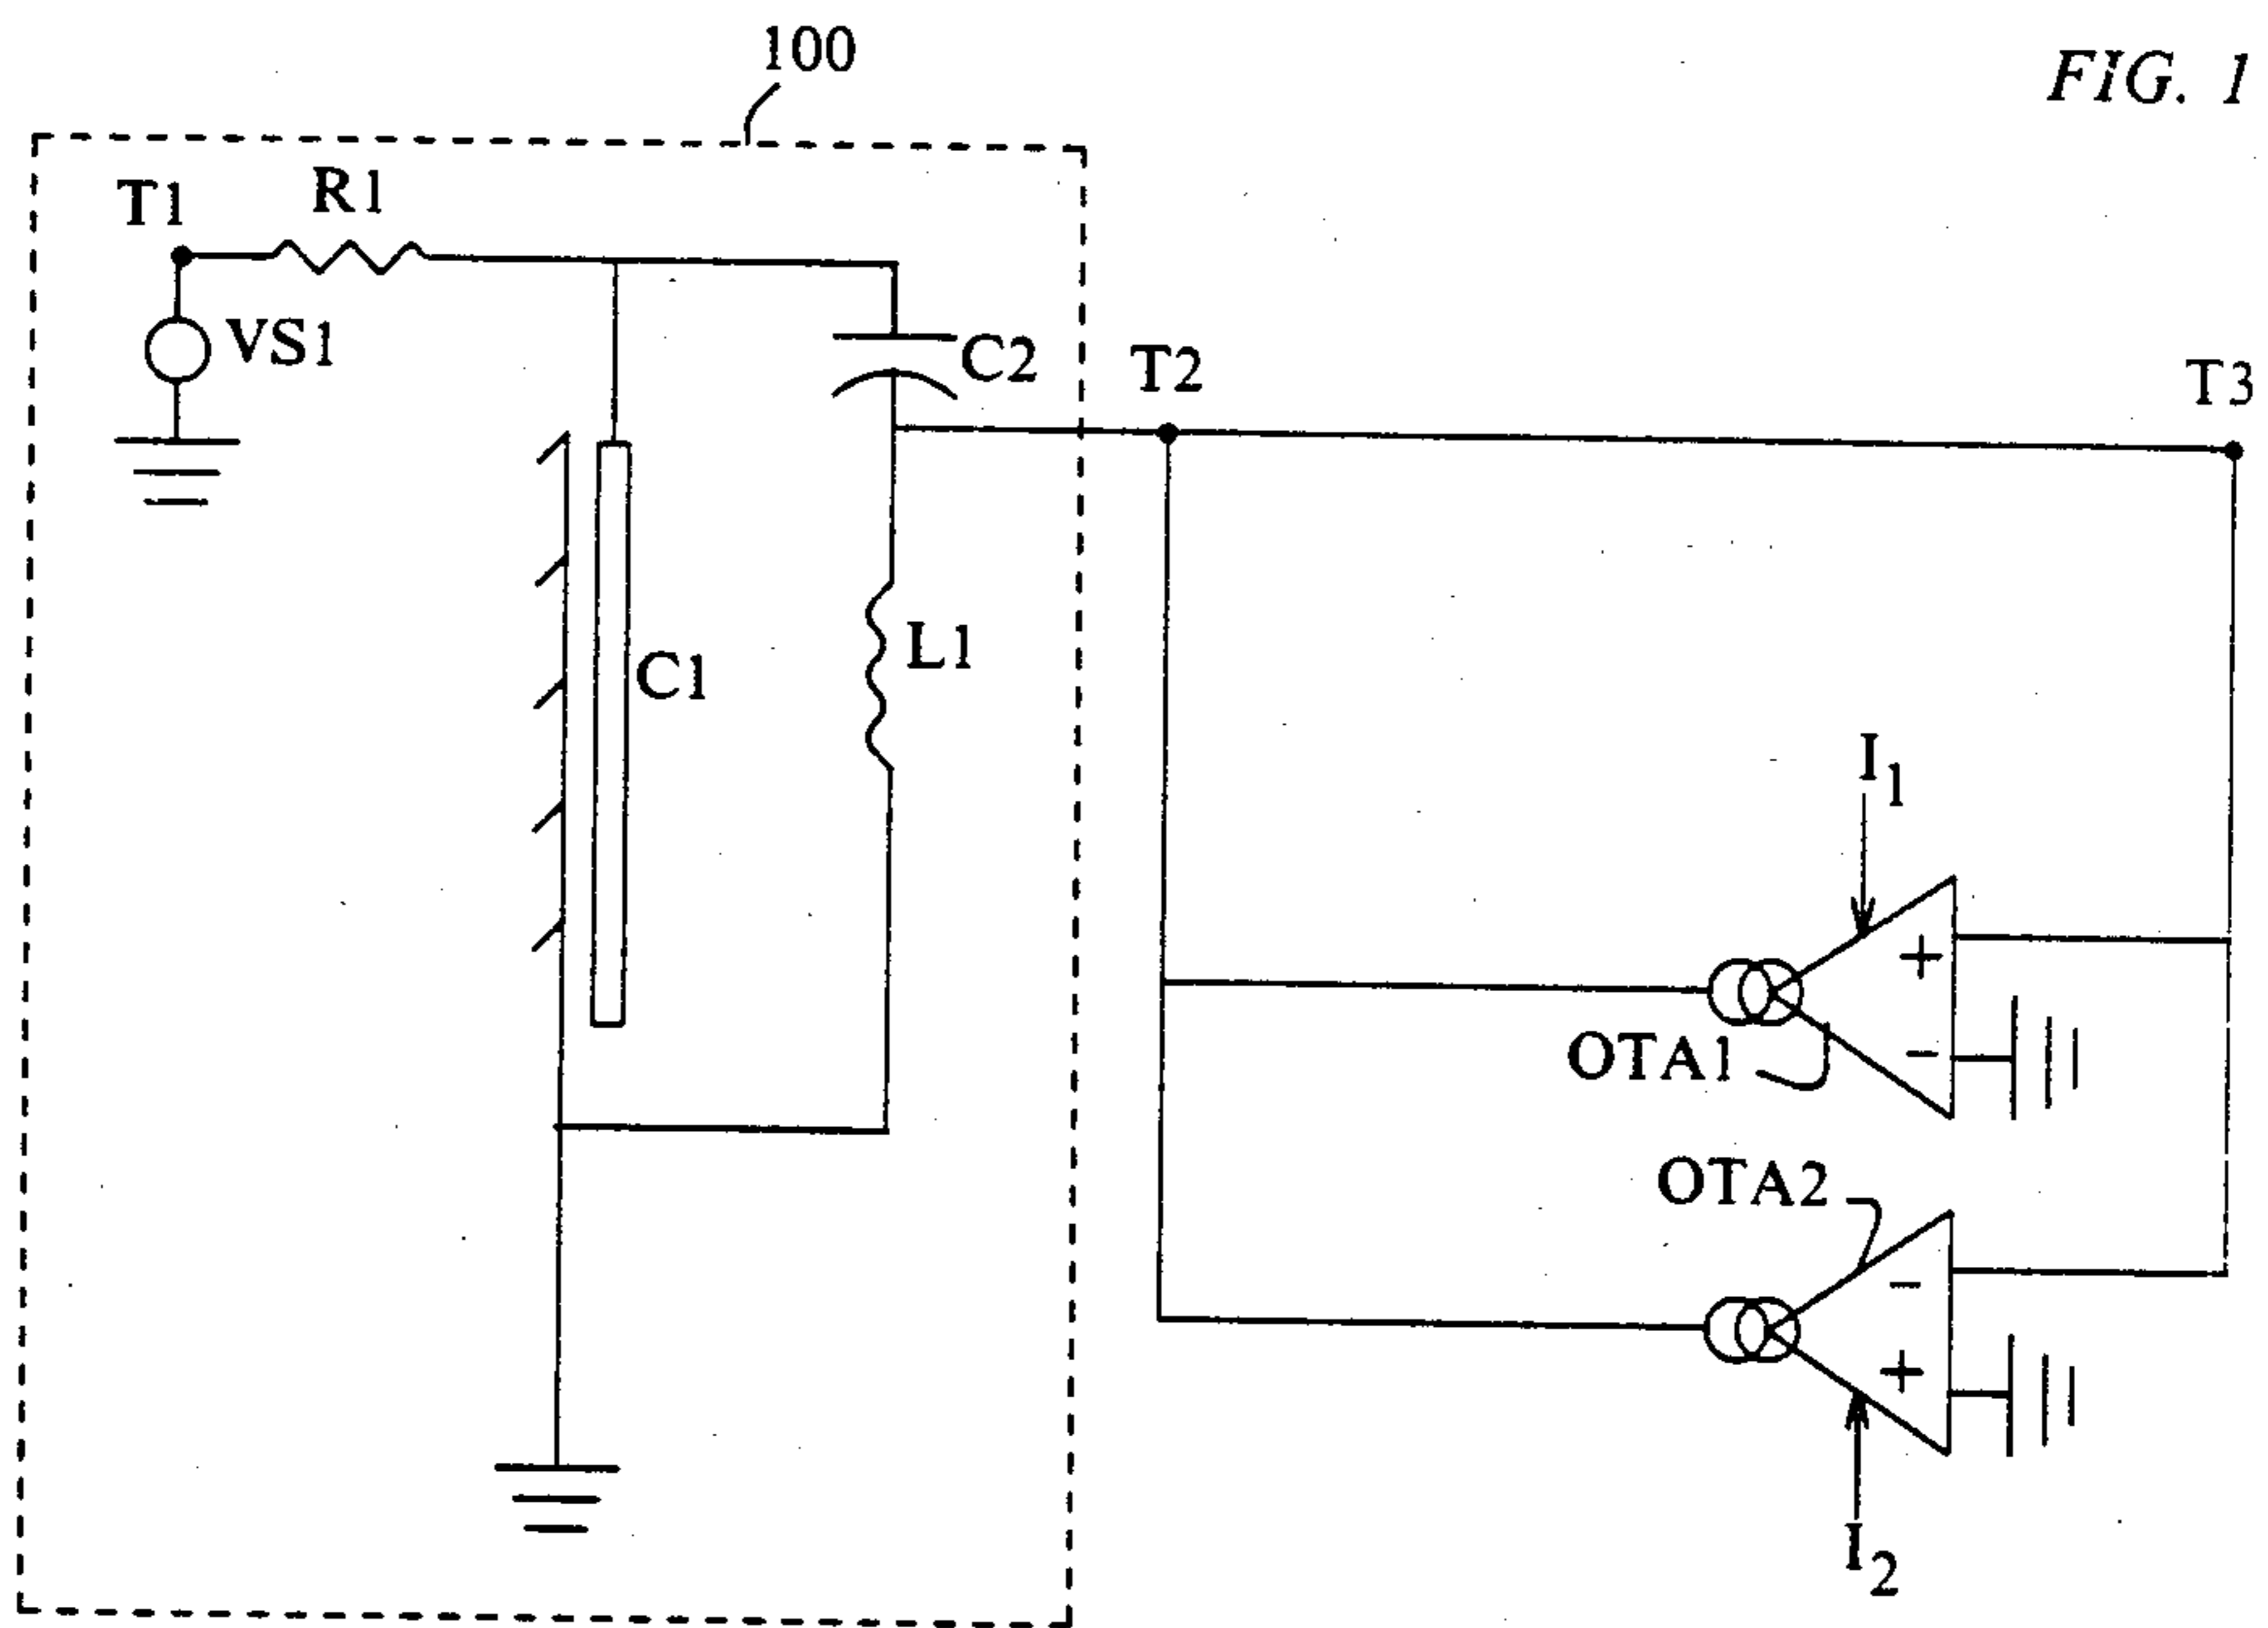 100
FIG. 1
T1
R1
VS1
C2
T2
T3
C1
L1
I1
+
−
OTA1
OTA2
−
+
I2